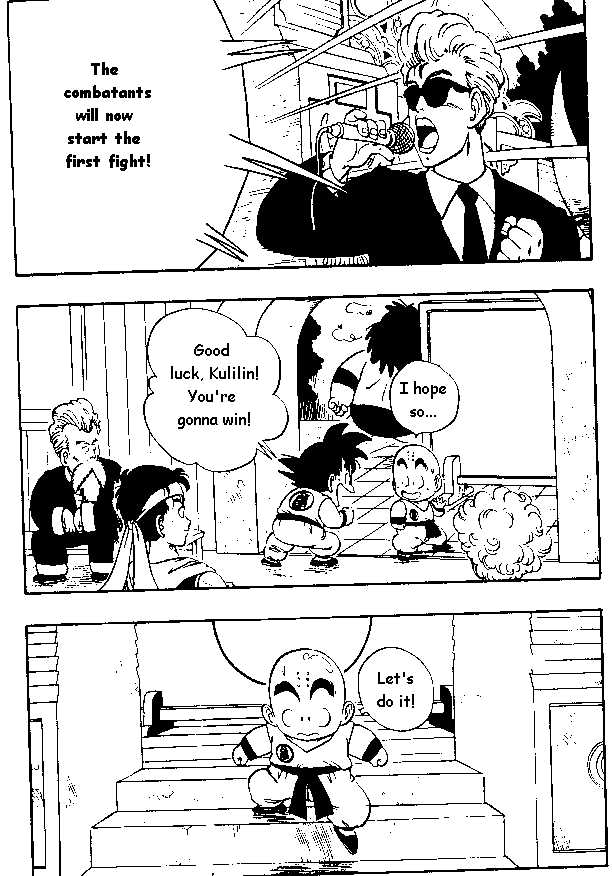 The
combatants
will now
start the
first fight!
Good
luck, Kulilin!
You're
gonna win!
I hope
so...
Let's
do it!